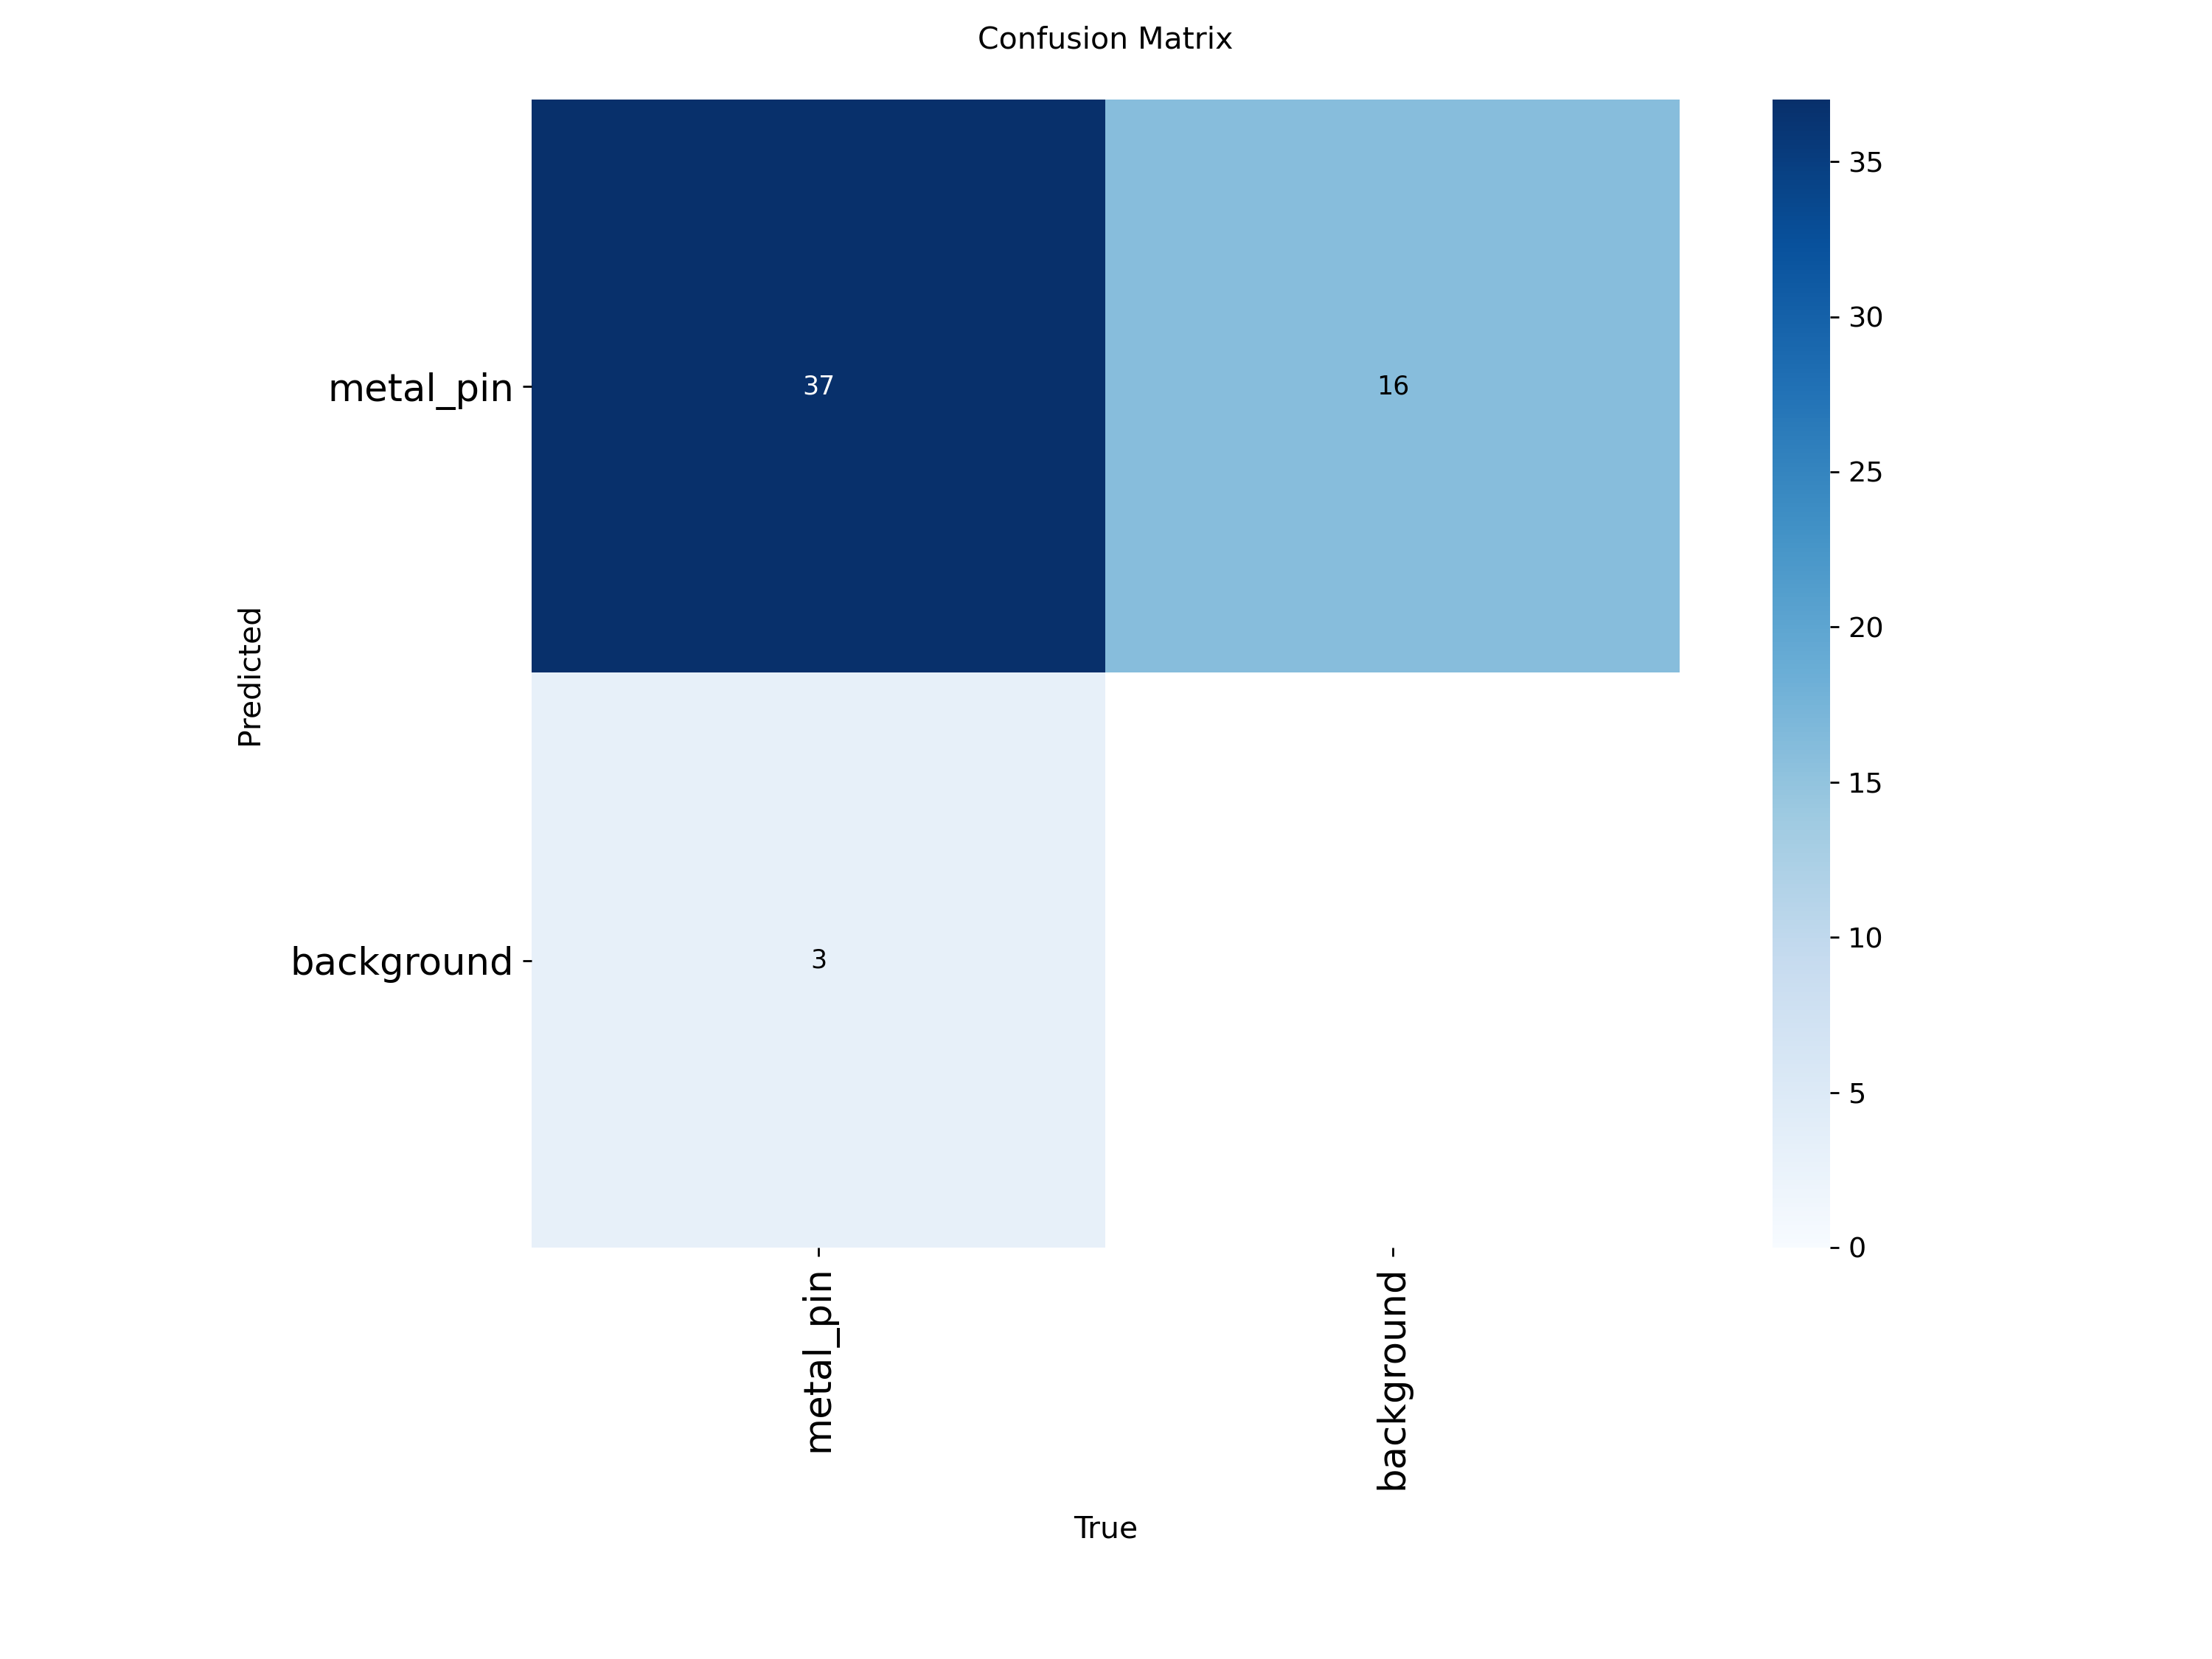 Confusion Matrix
metal_pin
background
Predicted
37
16
3
metal_pin
background
True
35
30
25
20
15
10
5
0